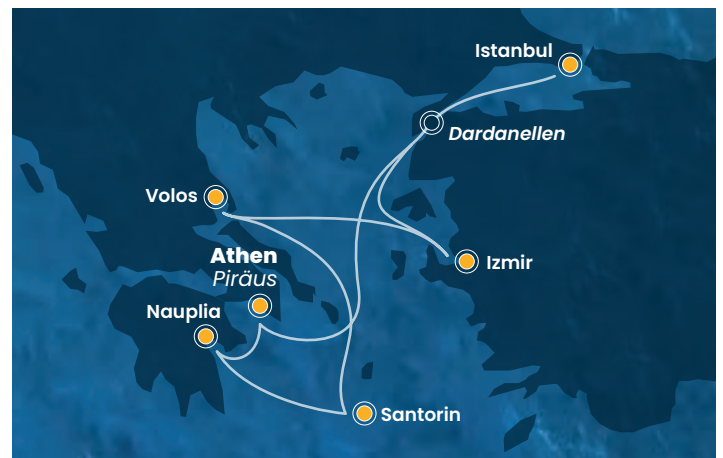 Istanbul
Dardanellen
Volos
Athen
Piräus
Izmir
Nauplia
Santorin